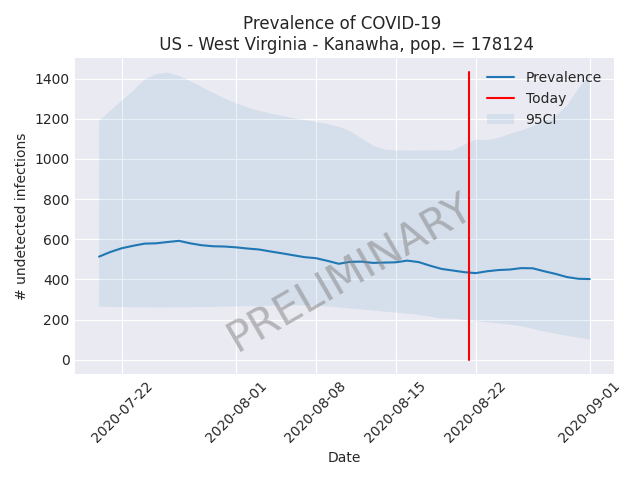 Prevalence of COVID-19
US - West Virginia - Kanawha, pop. = 178124
Prevalence
Today
95CI
1400
1200
1000
800
600
400
200
0
# undetected infections
PRELIMINARY
2020-07-22
2020-08-01
2020-08-08
2020-08-15
2020-08-22
2020-09-01
Date